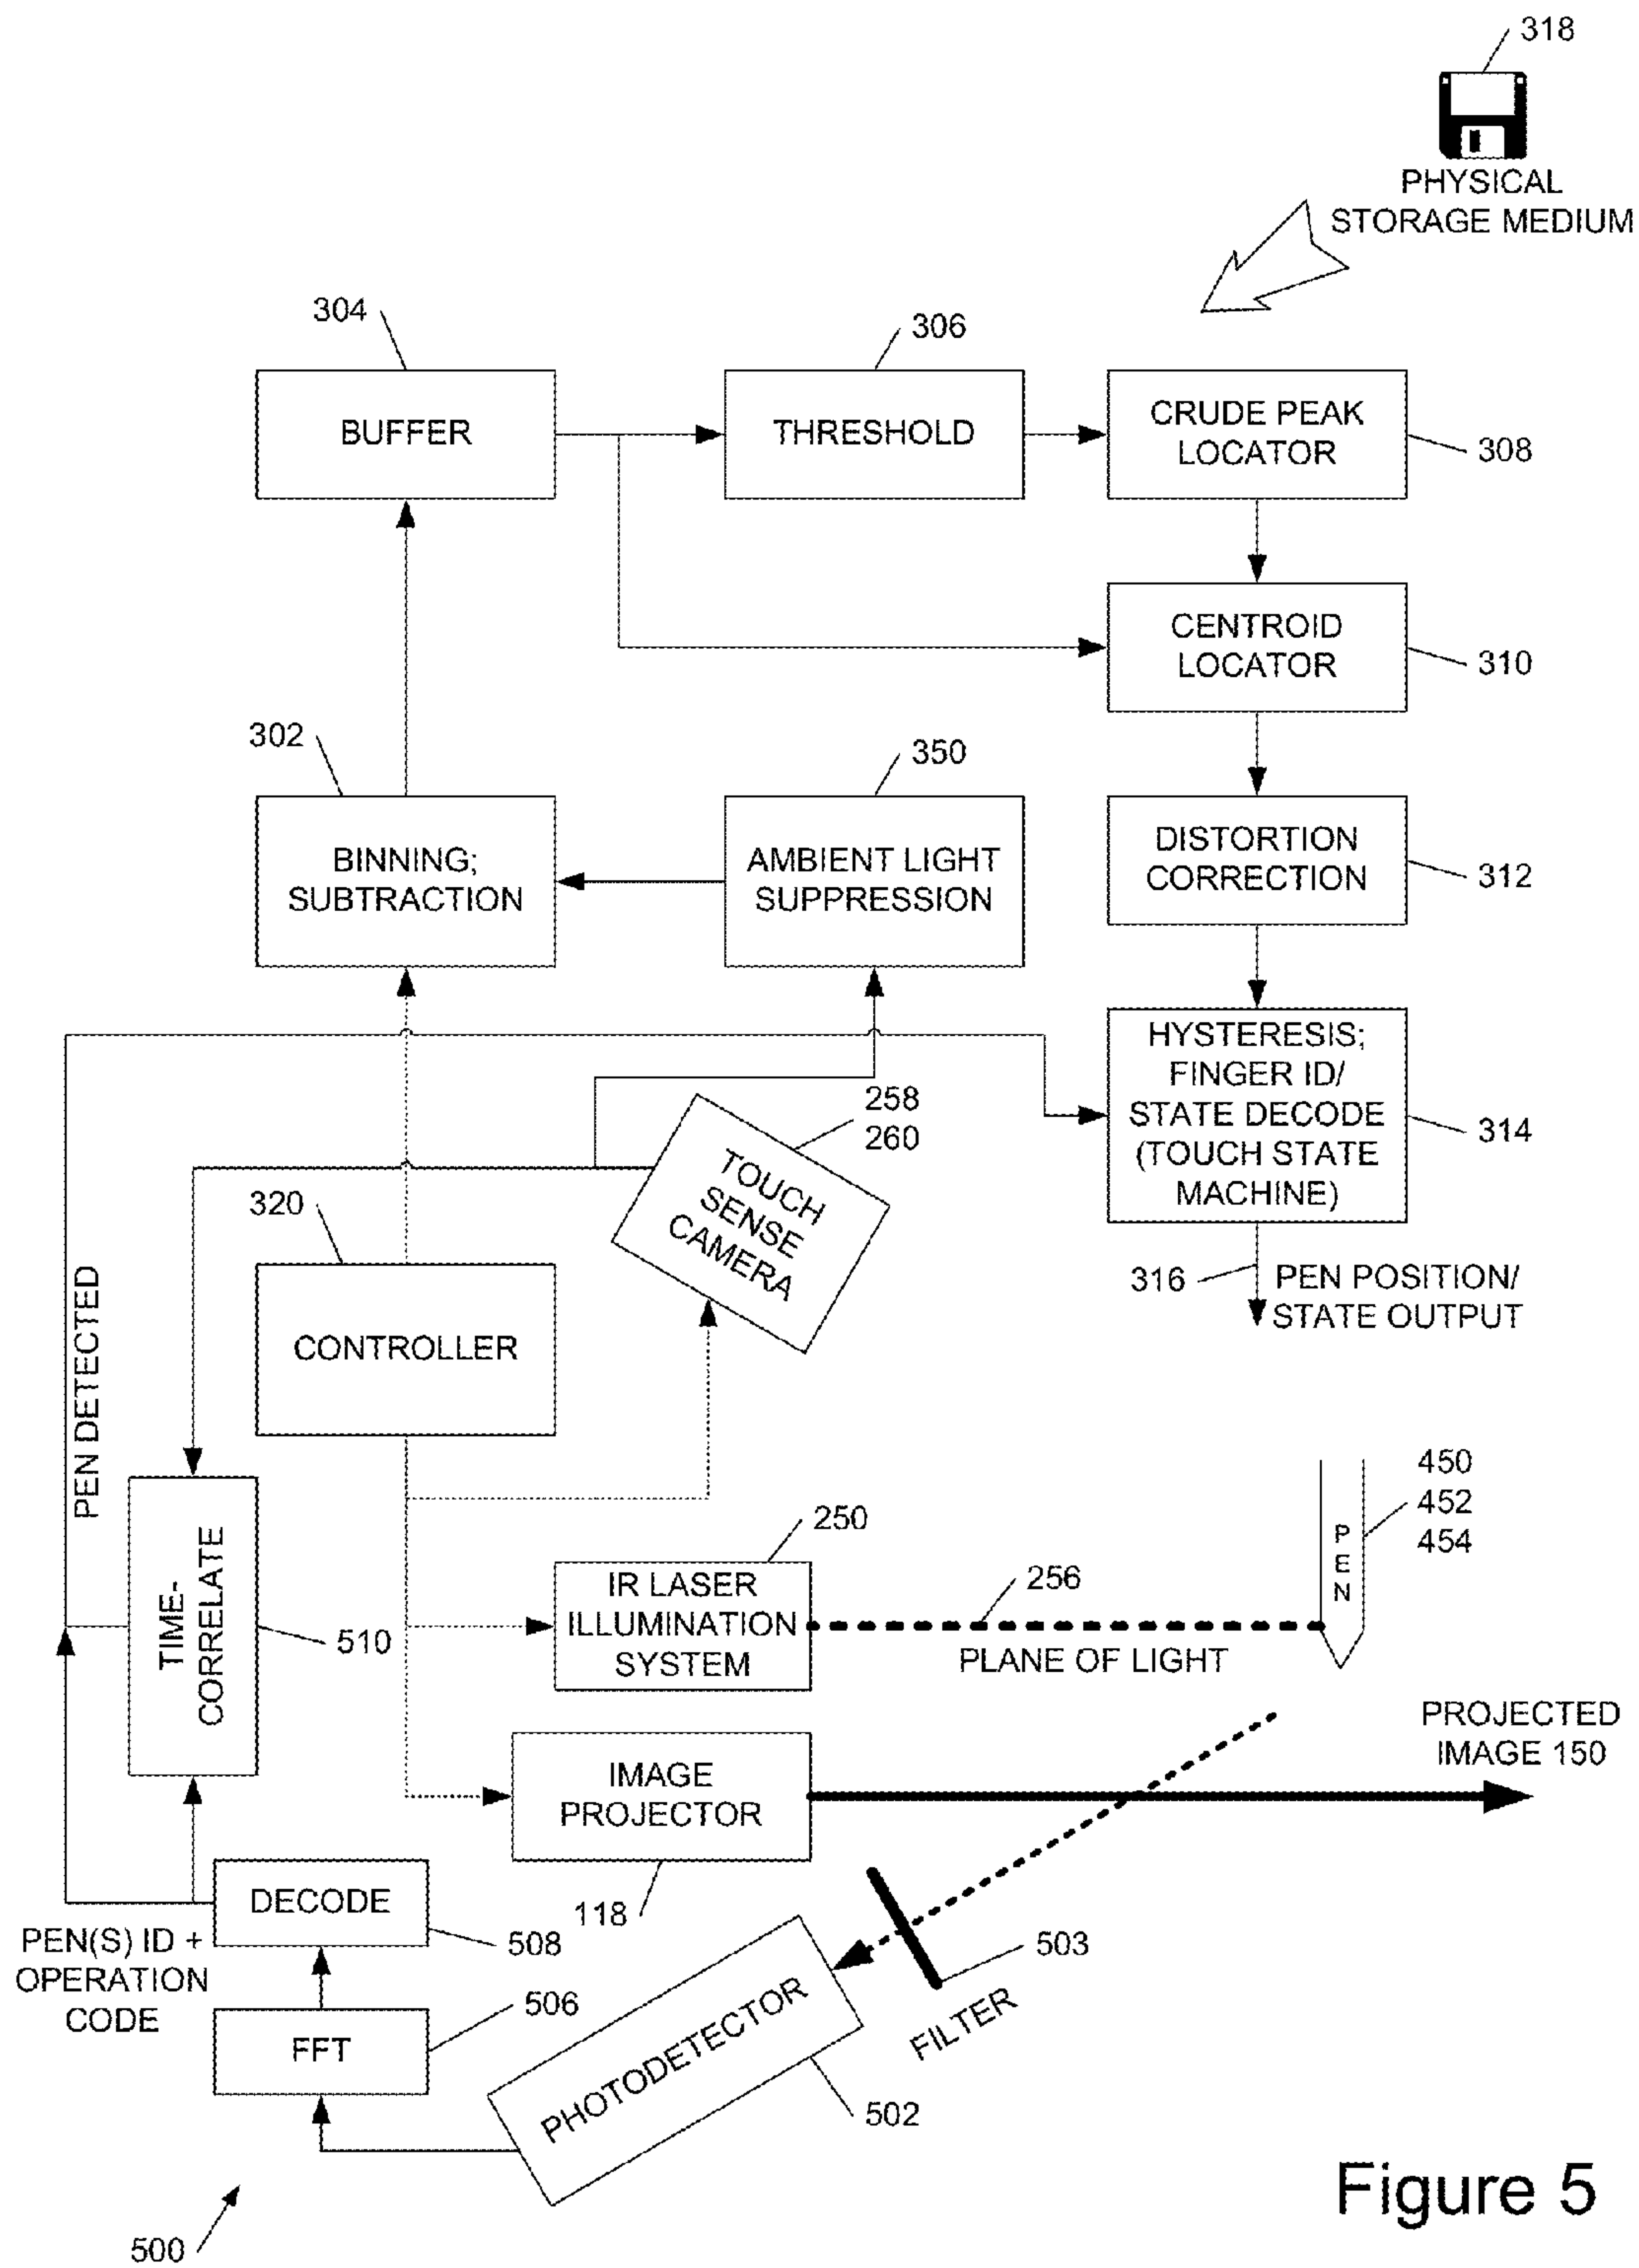 318
PHYSICAL
STORAGE MEDIUM
304
306
BUFFER
THRESHOLD
CRUDE PEAK
LOCATOR
308
CENTROID
LOCATOR
310
302
350
BINNING;
SUBTRACTION
AMBIENT LIGHT
SUPPRESSION
DISTORTION
CORRECTION
312
HYSTERESIS;
FINGER ID/
STATE DECODE
(TOUCH STATE
MACHINE)
314
258
260
TOUCH
SENSE
CAMERA
320
CONTROLLER
316
PEN POSITION/
STATE OUTPUT
PEN DETECTED
TIME-
CORRELATE
510
250
IR LASER
ILLUMINATION
SYSTEM
256
PLANE OF LIGHT
PEN
450
452
454
IMAGE
PROJECTOR
118
PROJECTED
IMAGE 150
DECODE
508
PEN(S) ID +
OPERATION
CODE
FFT
506
PHOTODETECTOR
502
503
FILTER
500
Figure 5